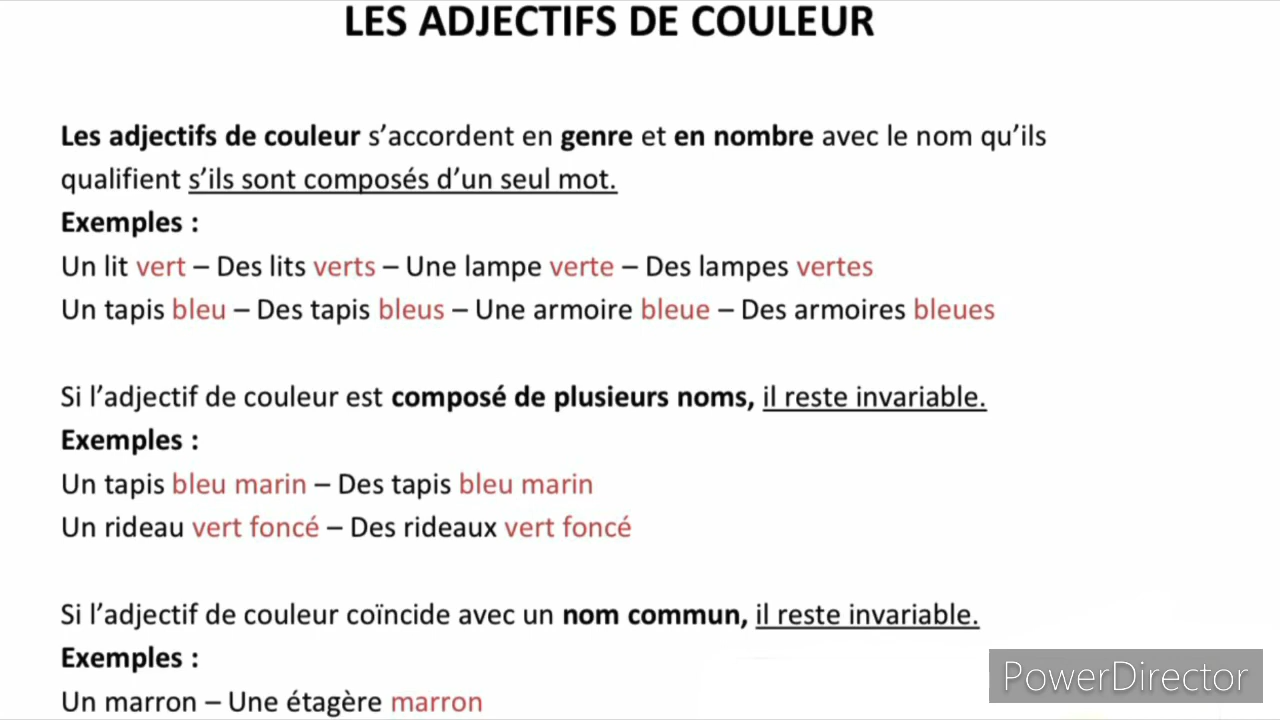 LES ADJECTIFS DE COULEUR
Les adjectifs de couleur s’accordent en genre et en nombre avec le nom qu’ils
qualifient s’ils sont composés d’un seul mot.
Exemples :
Un lit vert – Des lits verts – Une lampe verte – Des lampes vertes
Un tapis bleu – Des tapis bleus – Une armoire bleue – Des armoires bleues
Si l’adjectif de couleur est composé de plusieurs noms, il reste invariable.
Exemples :
Un tapis bleu marin – Des tapis bleu marin
Un rideau vert foncé – Des rideaux vert foncé
Si l’adjectif de couleur coïncide avec un nom commun, il reste invariable.
Exemples :
Un marron – Une étagère marron
PowerDirector